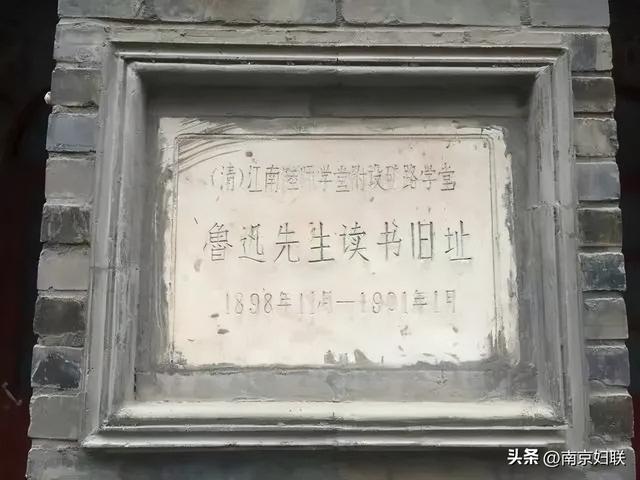 (清)江南陆师学堂附设矿路学堂
鲁迅先生读书旧址
1898年11月—1901年1月
头条 @南京妇联